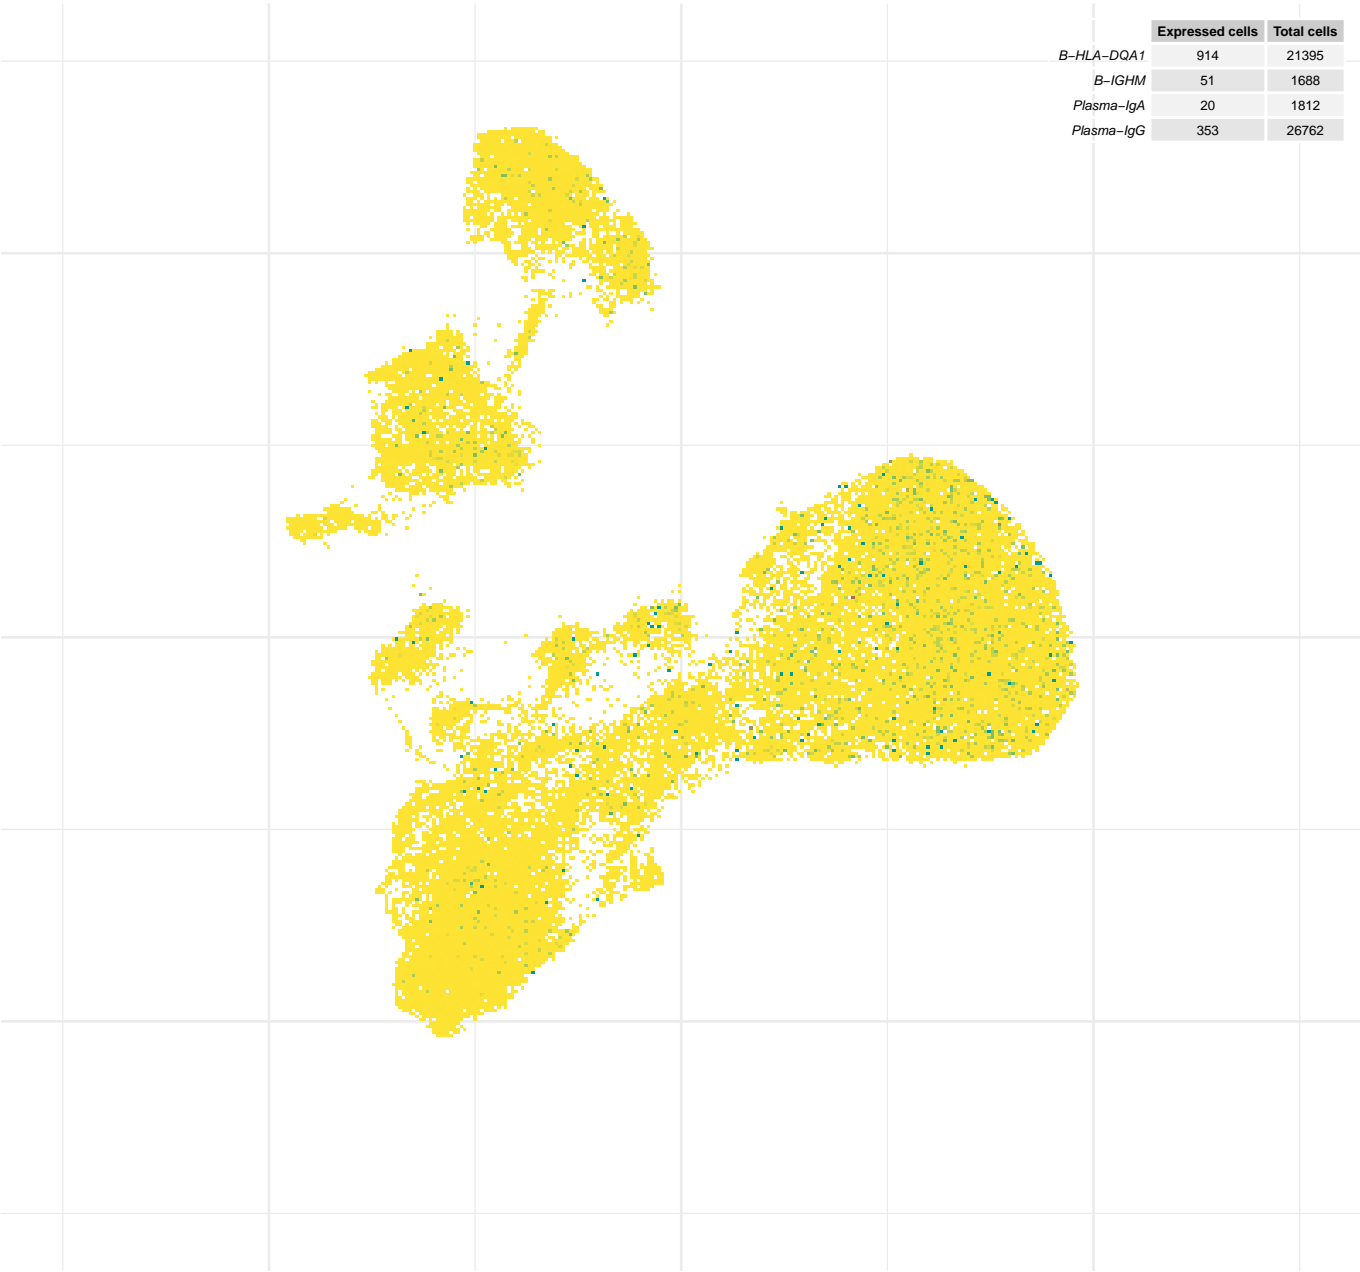 Expressed cells Total cells
B−HLA−DQA1 914 21395
B−IGHM 51 1688
Plasma−IgA 20 1812
Plasma−IgG 353 26762